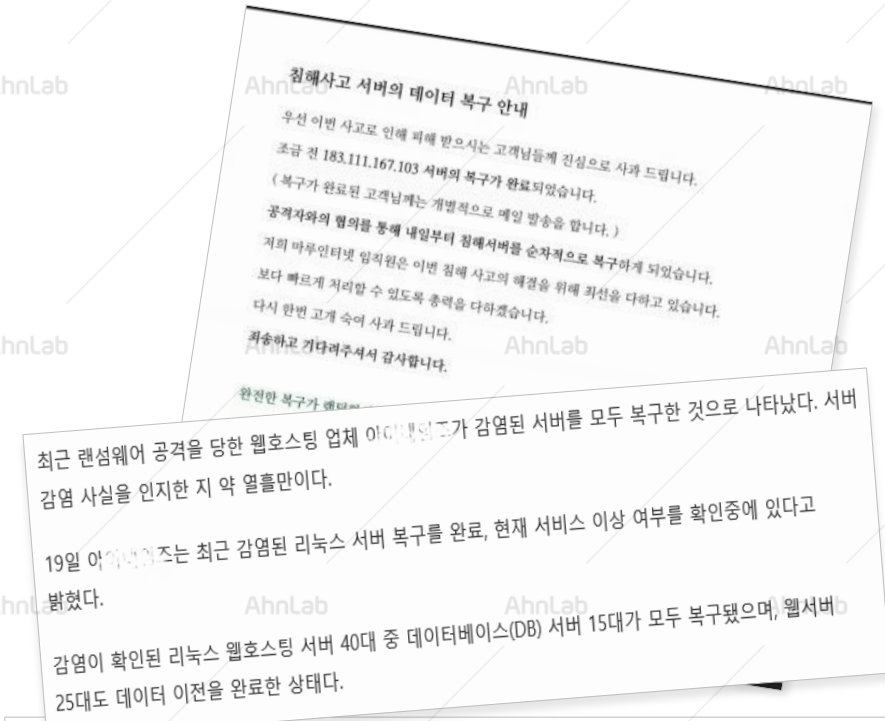 침해사고 서버의 데이터 복구 안내
우선 이번 사고로 인해 피해 받으시는 고객님들께 진심으로 사과 드립니다.
조금 전 183.111.167.103 서버의 복구가 완료되었습니다.
( 복구가 완료된 고객님께는 개별적으로 메일 발송을 합니다. )
공격자와의 협의를 통해 내일부터 침해서버를 순차적으로 복구하게 되었습니다.
저희 마루인터넷 임직원은 이번 침해 사고의 해결을 위해 최선을 다하고 있습니다.
보다 빠르게 처리할 수 있도록 총력을 다하겠습니다.
다시 한번 고개 숙여 사과 드립니다.
죄송하고 기다려주셔서 감사합니다.
완전한 복구가
최근 랜섬웨어 공격을 당한 웹호스팅 업체 가 감염된 서버를 모두 복구한 것으로 나타났다. 서버
감염 사실을 인지한 지 약 열흘만이다.
19일 는 최근 감염된 리눅스 서버 복구를 완료, 현재 서비스 이상 여부를 확인중에 있다고
밝혔다.
감염이 확인된 리눅스 웹호스팅 서버 40대 중 데이터베이스(DB) 서버 15대가 모두 복구됐으며, 웹서버
25대도 데이터 이전을 완료한 상태다.
AhnLab